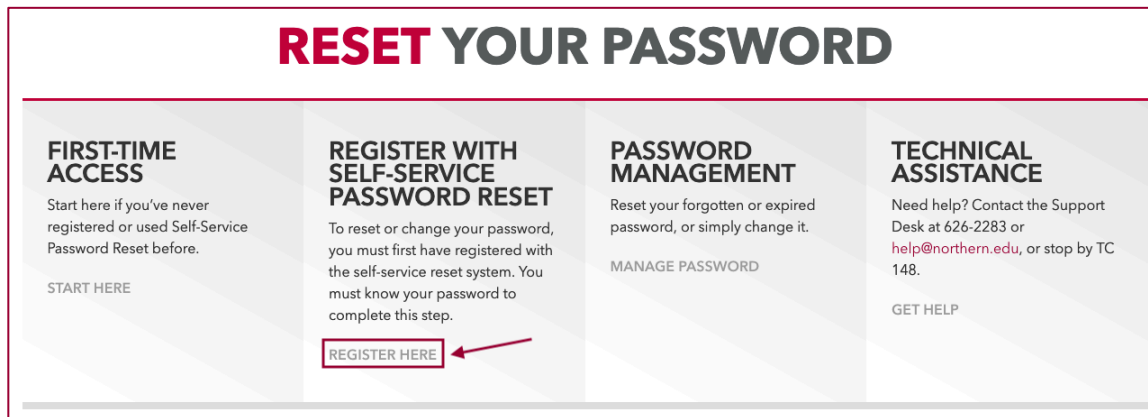 RESET YOUR PASSWORD
FIRST-TIME
ACCESS
Start here if you've never
registered or used Self-Service
Password Reset before.
START HERE
REGISTER WITH
SELF-SERVICE
PASSWORD RESET
To reset or change your password,
you must first have registered with
the self-service reset system. You
must know your password to
complete this step.
REGISTER HERE
PASSWORD
MANAGEMENT
Reset your forgotten or expired
password, or simply change it.
MANAGE PASSWORD
TECHNICAL
ASSISTANCE
Need help? Contact the Support
Desk at 626-2283 or
help@northern.edu, or stop by TC
148.
GET HELP